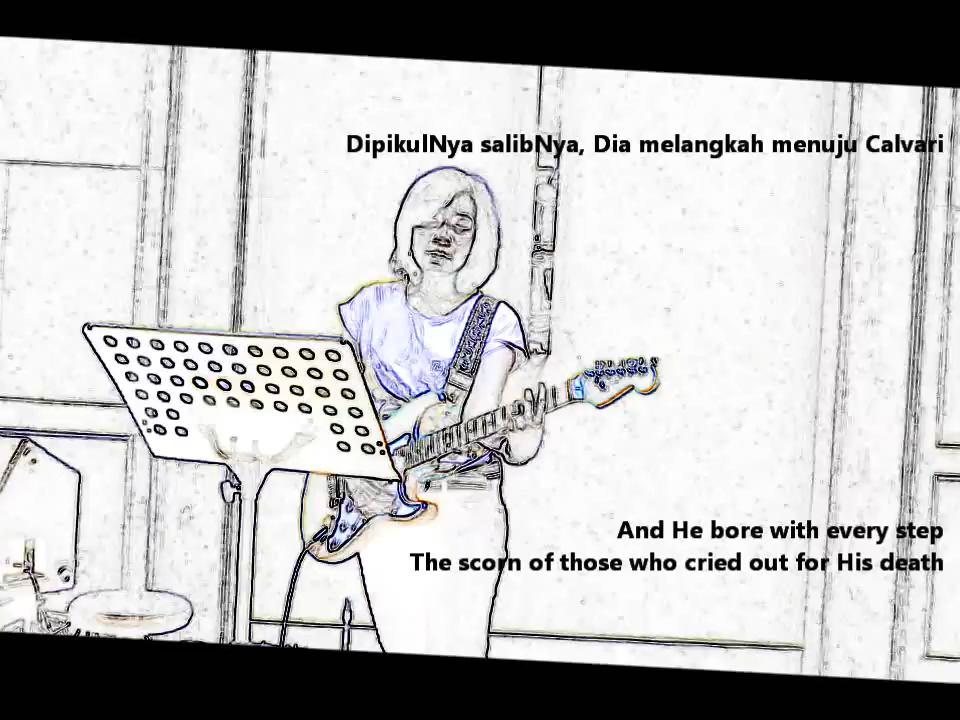 DipikulNya salibNya, Dia melangkah menuju Calvari
And He bore with every step
The scorn of those who cried out for His death